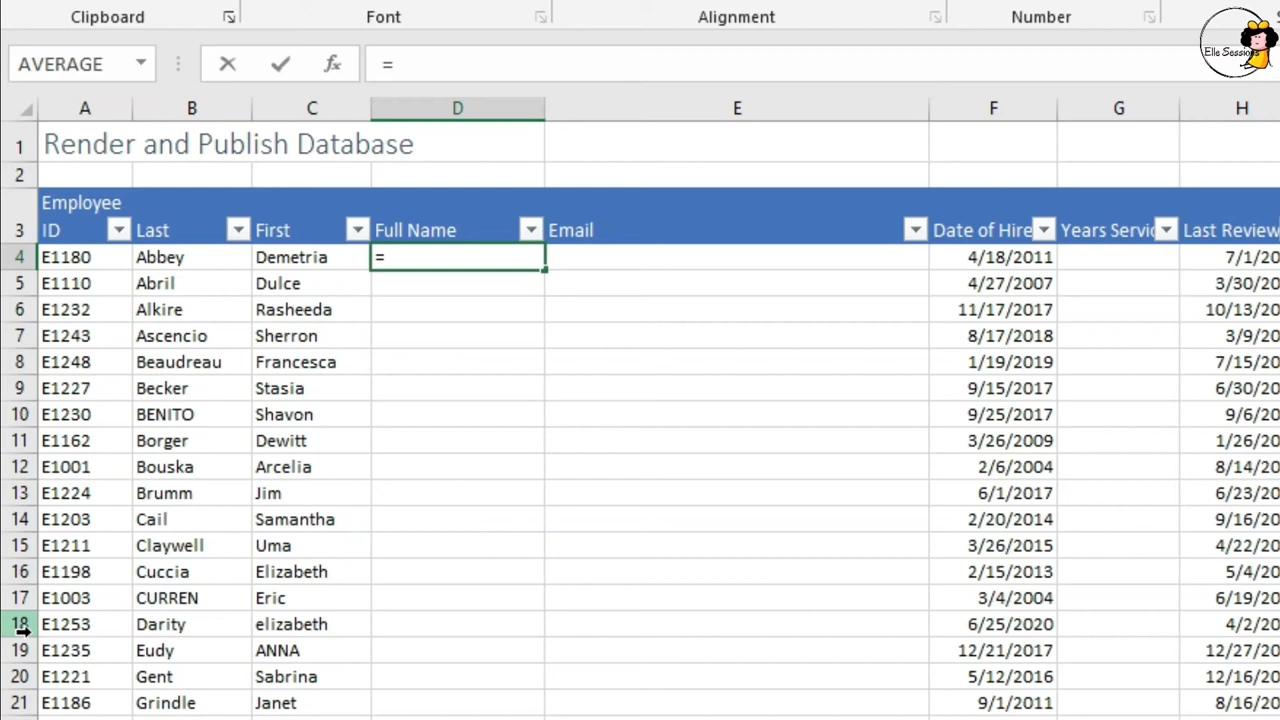 Clipboard Font Alignment Number
Elle Sessions
AVERAGE fx =
A B C D E F G H
1 Render and Publish Database
2
Employee
3 ID Last First Full Name Email Date of Hire Years Servic Last Review
4 E1180 Abbey Demetria = 4/18/2011 7/1/20
5 E1110 Abril Dulce 4/27/2007 3/30/20
6 E1232 Alkire Rasheeda 11/17/2017 10/13/20
7 E1243 Ascencio Sherron 8/17/2018 3/9/20
8 E1248 Beaudreau Francesca 1/19/2019 7/15/20
9 E1227 Becker Stasia 9/15/2017 6/30/20
10 E1230 BENITO Shavon 9/25/2017 9/6/20
11 E1162 Borger Dewitt 3/26/2009 1/26/20
12 E1001 Bouska Arcelia 2/6/2004 8/14/20
13 E1224 Brumm Jim 6/1/2017 6/23/20
14 E1203 Cail Samantha 2/20/2014 9/16/20
15 E1211 Claywell Uma 3/26/2015 4/22/20
16 E1198 Cuccia Elizabeth 2/15/2013 5/4/20
17 E1003 CURREN Eric 3/4/2004 6/19/20
18 E1253 Darity elizabeth 6/25/2020 4/2/20
19 E1235 Eudy ANNA 12/21/2017 12/27/20
20 E1221 Gent Sabrina 5/12/2016 12/16/20
21 E1186 Grindle Janet 9/1/2011 8/16/20